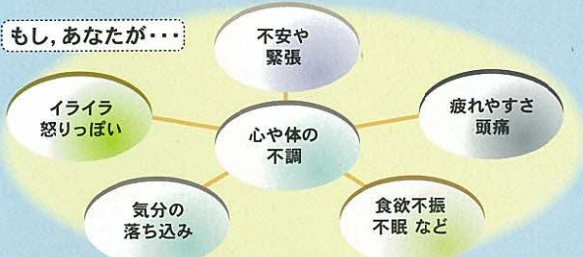 もし,あなたが・・・
不安や
緊張
イライラ
怒りっぽい
疲れやすさ
頭痛
心や体の
不調
気分の
落ち込み
食欲不振
不眠 など